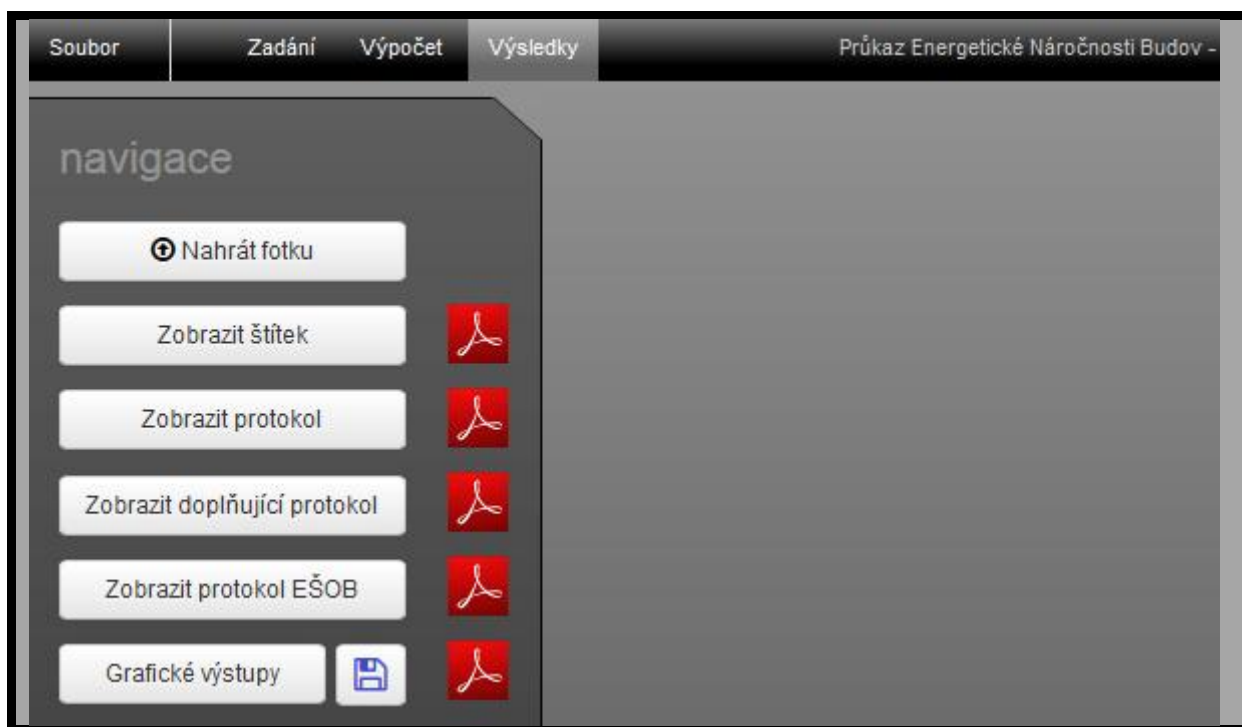 Soubor Zadání Výpočet Výsledky Průkaz Energetické Náročnosti Budov -
navigace
Nahrát fotku
Zobrazit štítek
Zobrazit protokol
Zobrazit doplňující protokol
Zobrazit protokol EŠOB
Grafické výstupy